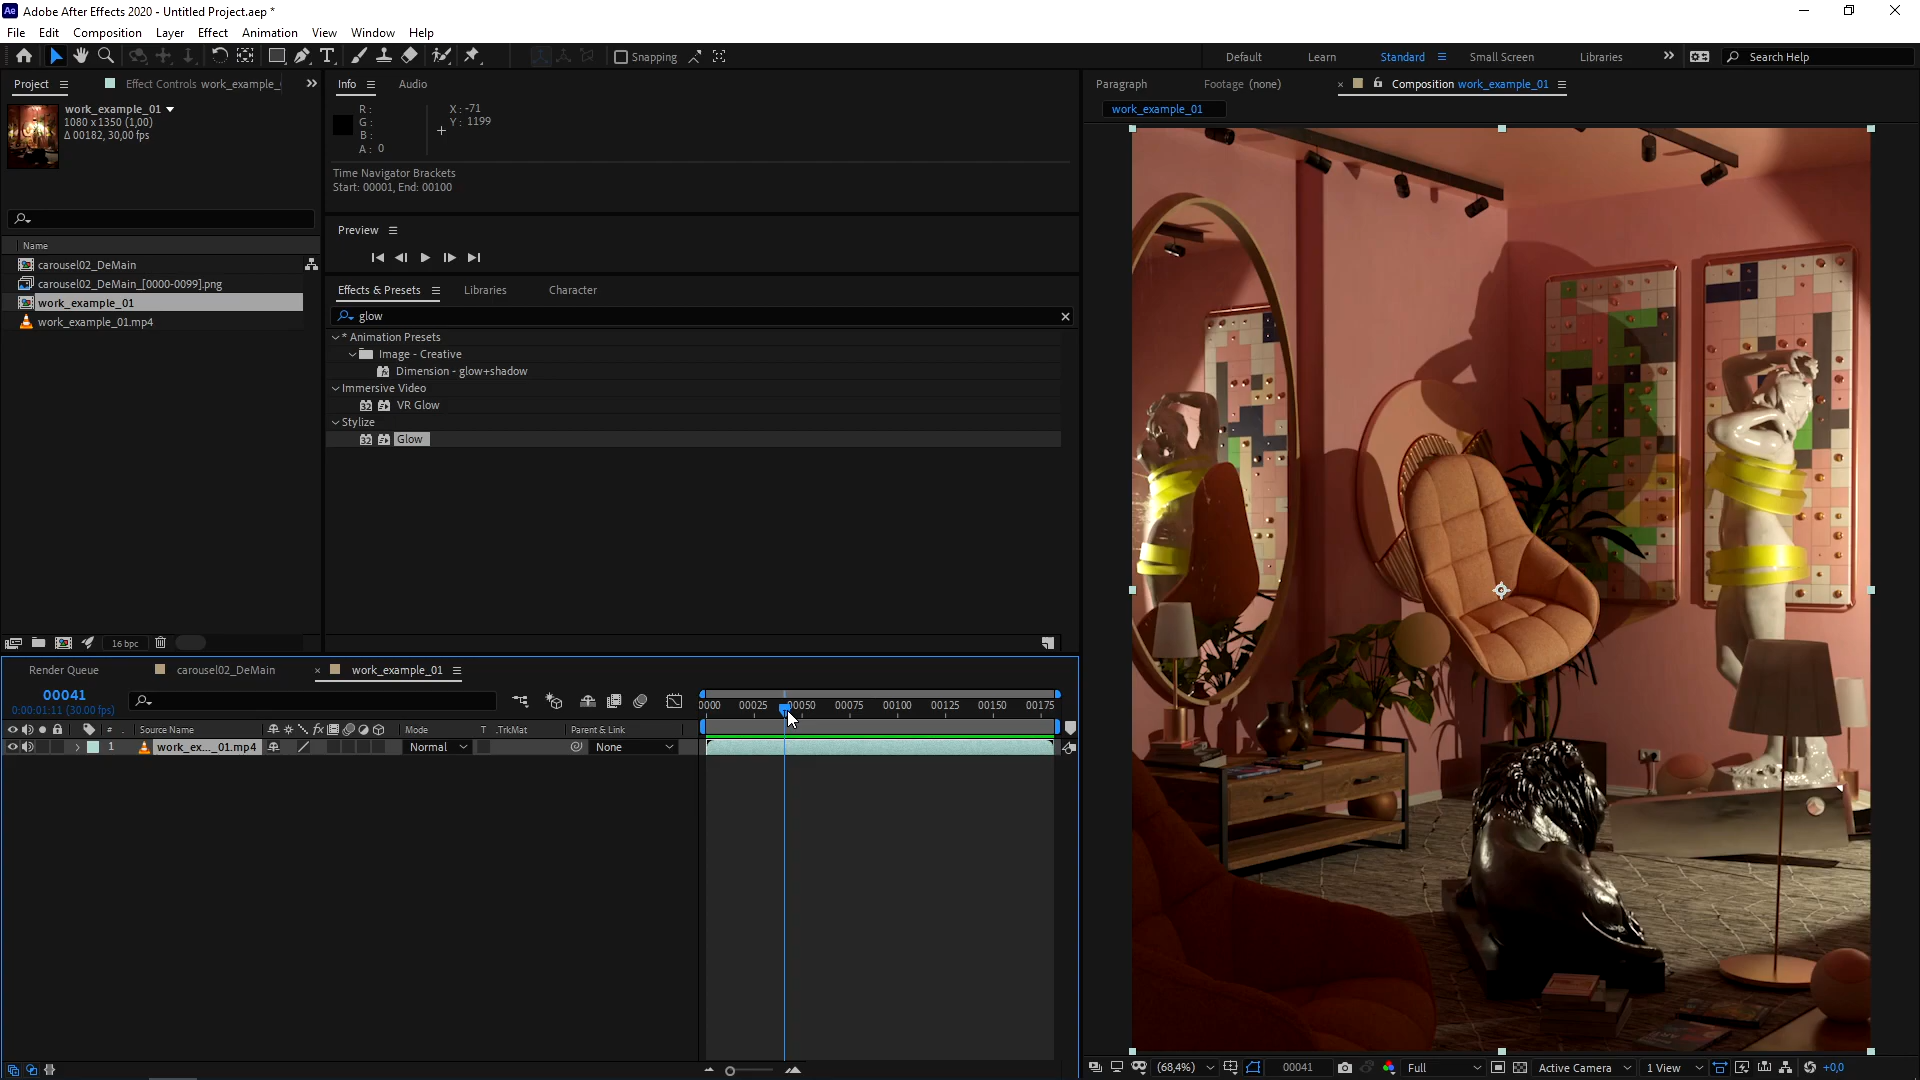 Adobe After Effects 2020 - Untitled Project.aep *
File Edit Composition Layer Effect Animation View Window Help
Snapping
Default Learn Standard Small Screen Libraries Search Help
Project Effect Controls work_example_
work_example_01
1080 x 1350 (1,00)
Δ 00182, 30,00 fps
Name
carousel02_DeMain
carousel02_DeMain_[0000-0099].png
work_example_01
work_example_01.mp4
16 bpc
Info Audio
R :
G :
B :
A : 0
X : -71
Y : 1199
Time Navigator Brackets
Start: 00001, End: 00100
Preview
Effects & Presets Libraries Character
glow
* Animation Presets
Image - Creative
Dimension - glow+shadow
Immersive Video
32 VR Glow
Stylize
32 Glow
Paragraph Footage (none) Composition work_example_01
work_example_01
Render Queue carousel02_DeMain work_example_01
00041
0:00:01:11 (30.00 fps)
0000 00025 00050 00075 00100 00125 00150 00175
# . Source Name Mode T .TrkMat Parent & Link
1 work_ex..._01.mp4 Normal None
(68,4%) 00041 Full Active Camera 1 View +0,0